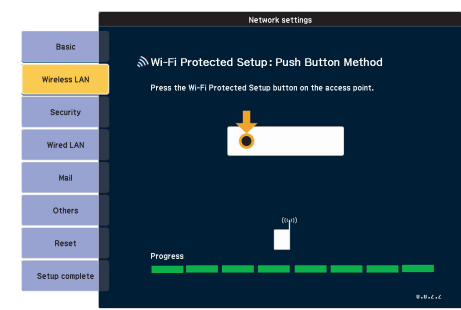 Network settings
Basic
Wireless LAN
Security
Wired LAN
Mail
Others
Reset
Setup complete
Wi-Fi Protected Setup: Push Button Method
Press the Wi-Fi Protected Setup button on the access point.
Progress